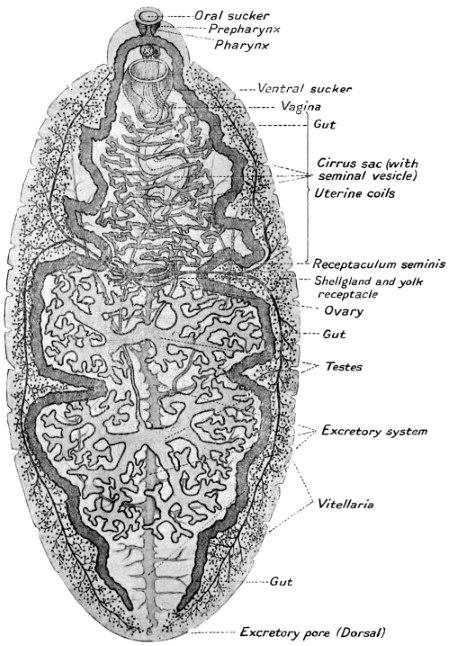 Oral sucker
Prepharynx
Pharynx
Ventral sucker
Vagina
Gut
Cirrus sac (with
seminal vesicle)
Uterine coils
Receptaculum seminis
Shellgland and yolk
receptacle
Ovary
Gut
Testes
Excretory system
Vitellaria
Gut
Excretory pore (Dorsal)